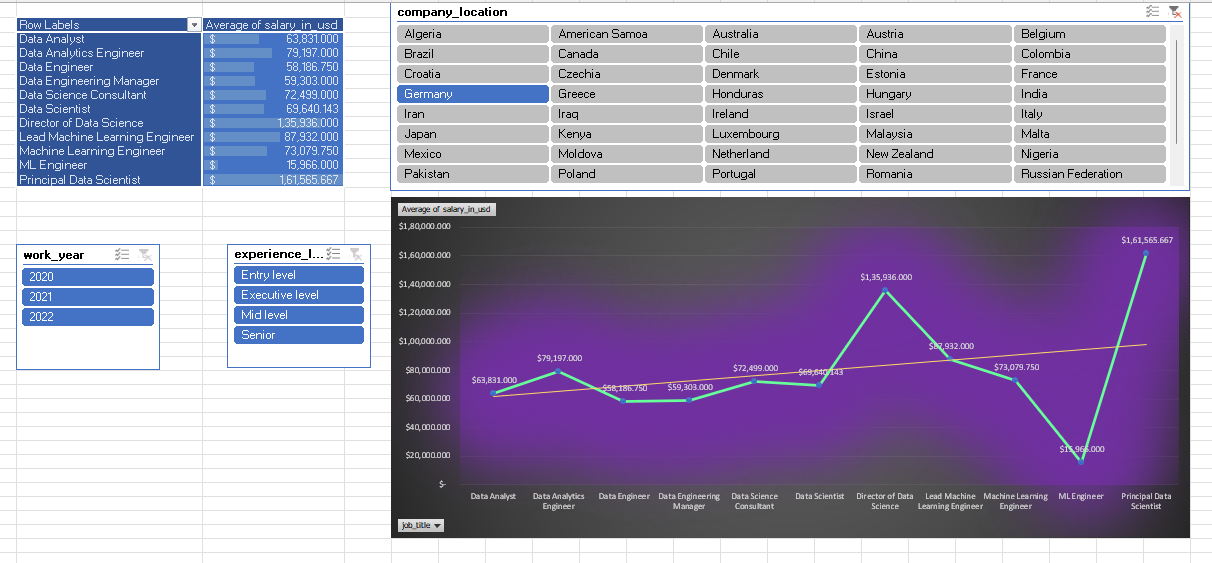 Row Labels Average of salary_in_usd
Data Analyst $ 63,831.000
Data Analytics Engineer $ 79,197.000
Data Engineer $ 58,186.750
Data Engineering Manager $ 59,303.000
Data Science Consultant $ 72,499.000
Data Scientist $ 69,640.143
Director of Data Science $ 1,35,936.000
Lead Machine Learning Engineer $ 87,932.000
Machine Learning Engineer $ 73,079.750
ML Engineer $ 15,966.000
Principal Data Scientist $ 1,61,565.667
company_location
Algeria American Samoa Australia Austria Belgium
Brazil Canada Chile China Colombia
Croatia Czechia Denmark Estonia France
Germany Greece Honduras Hungary India
Iran Iraq Ireland Israel Italy
Japan Kenya Luxembourg Malaysia Malta
Mexico Moldova Netherland New Zealand Nigeria
Pakistan Poland Portugal Romania Russian Federation
work_year
2020
2021
2022
experience_l...
Entry level
Executive level
Mid level
Senior
Average of salary_in_usd
$1,80,000.000
$1,60,000.000
$1,40,000.000
$1,20,000.000
$1,00,000.000
$80,000.000
$60,000.000
$40,000.000
$20,000.000
$-
$63,831.000
$79,197.000
$58,186.750
$59,303.000
$72,499.000
$69,640.143
$1,35,936.000
$87,932.000
$73,079.750
$15,966.000
$1,61,565.667
Data Analyst
Data Analytics
Engineer
Data Engineer
Data Engineering
Manager
Data Science
Consultant
Data Scientist
Director of Data
Science
Lead Machine
Learning Engineer
Machine Learning
Engineer
ML Engineer
Principal Data
Scientist
job_title